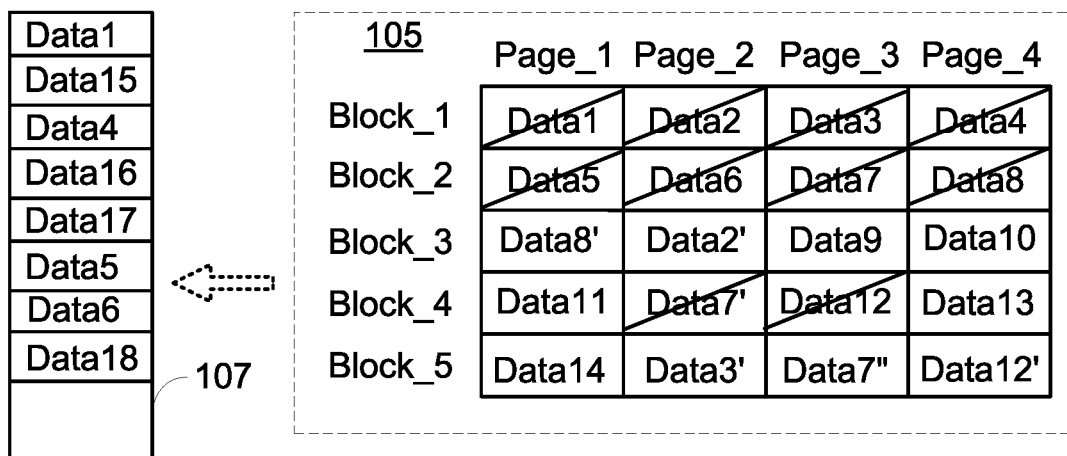 Data1
Data15
Data4
Data16
Data17
Data5
Data6
Data18
107
105
Page_1 Page_2 Page_3 Page_4
Block_1 Data1 Data2 Data3 Data4
Block_2 Data5 Data6 Data7 Data8
Block_3 Data8' Data2' Data9 Data10
Block_4 Data11 Data7' Data12 Data13
Block_5 Data14 Data3' Data7" Data12'